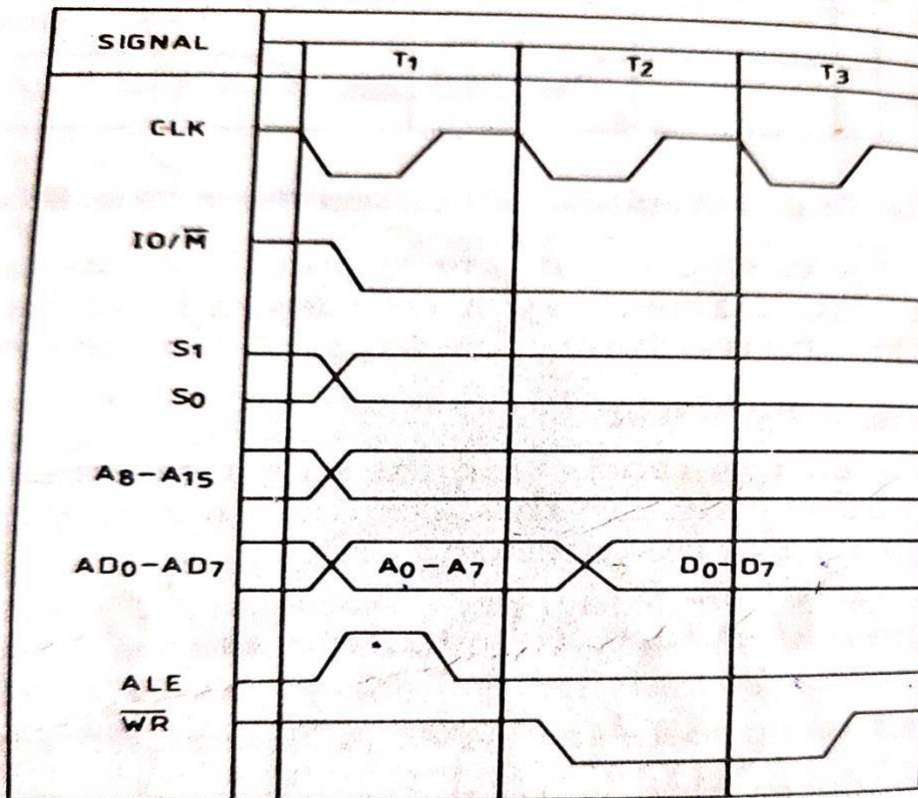 SIGNAL
T1 T2 T3
CLK
IO/M̅
S1
S0
A8-A15
AD0-AD7 A0-A7 D0-D7
ALE
W̅R̅